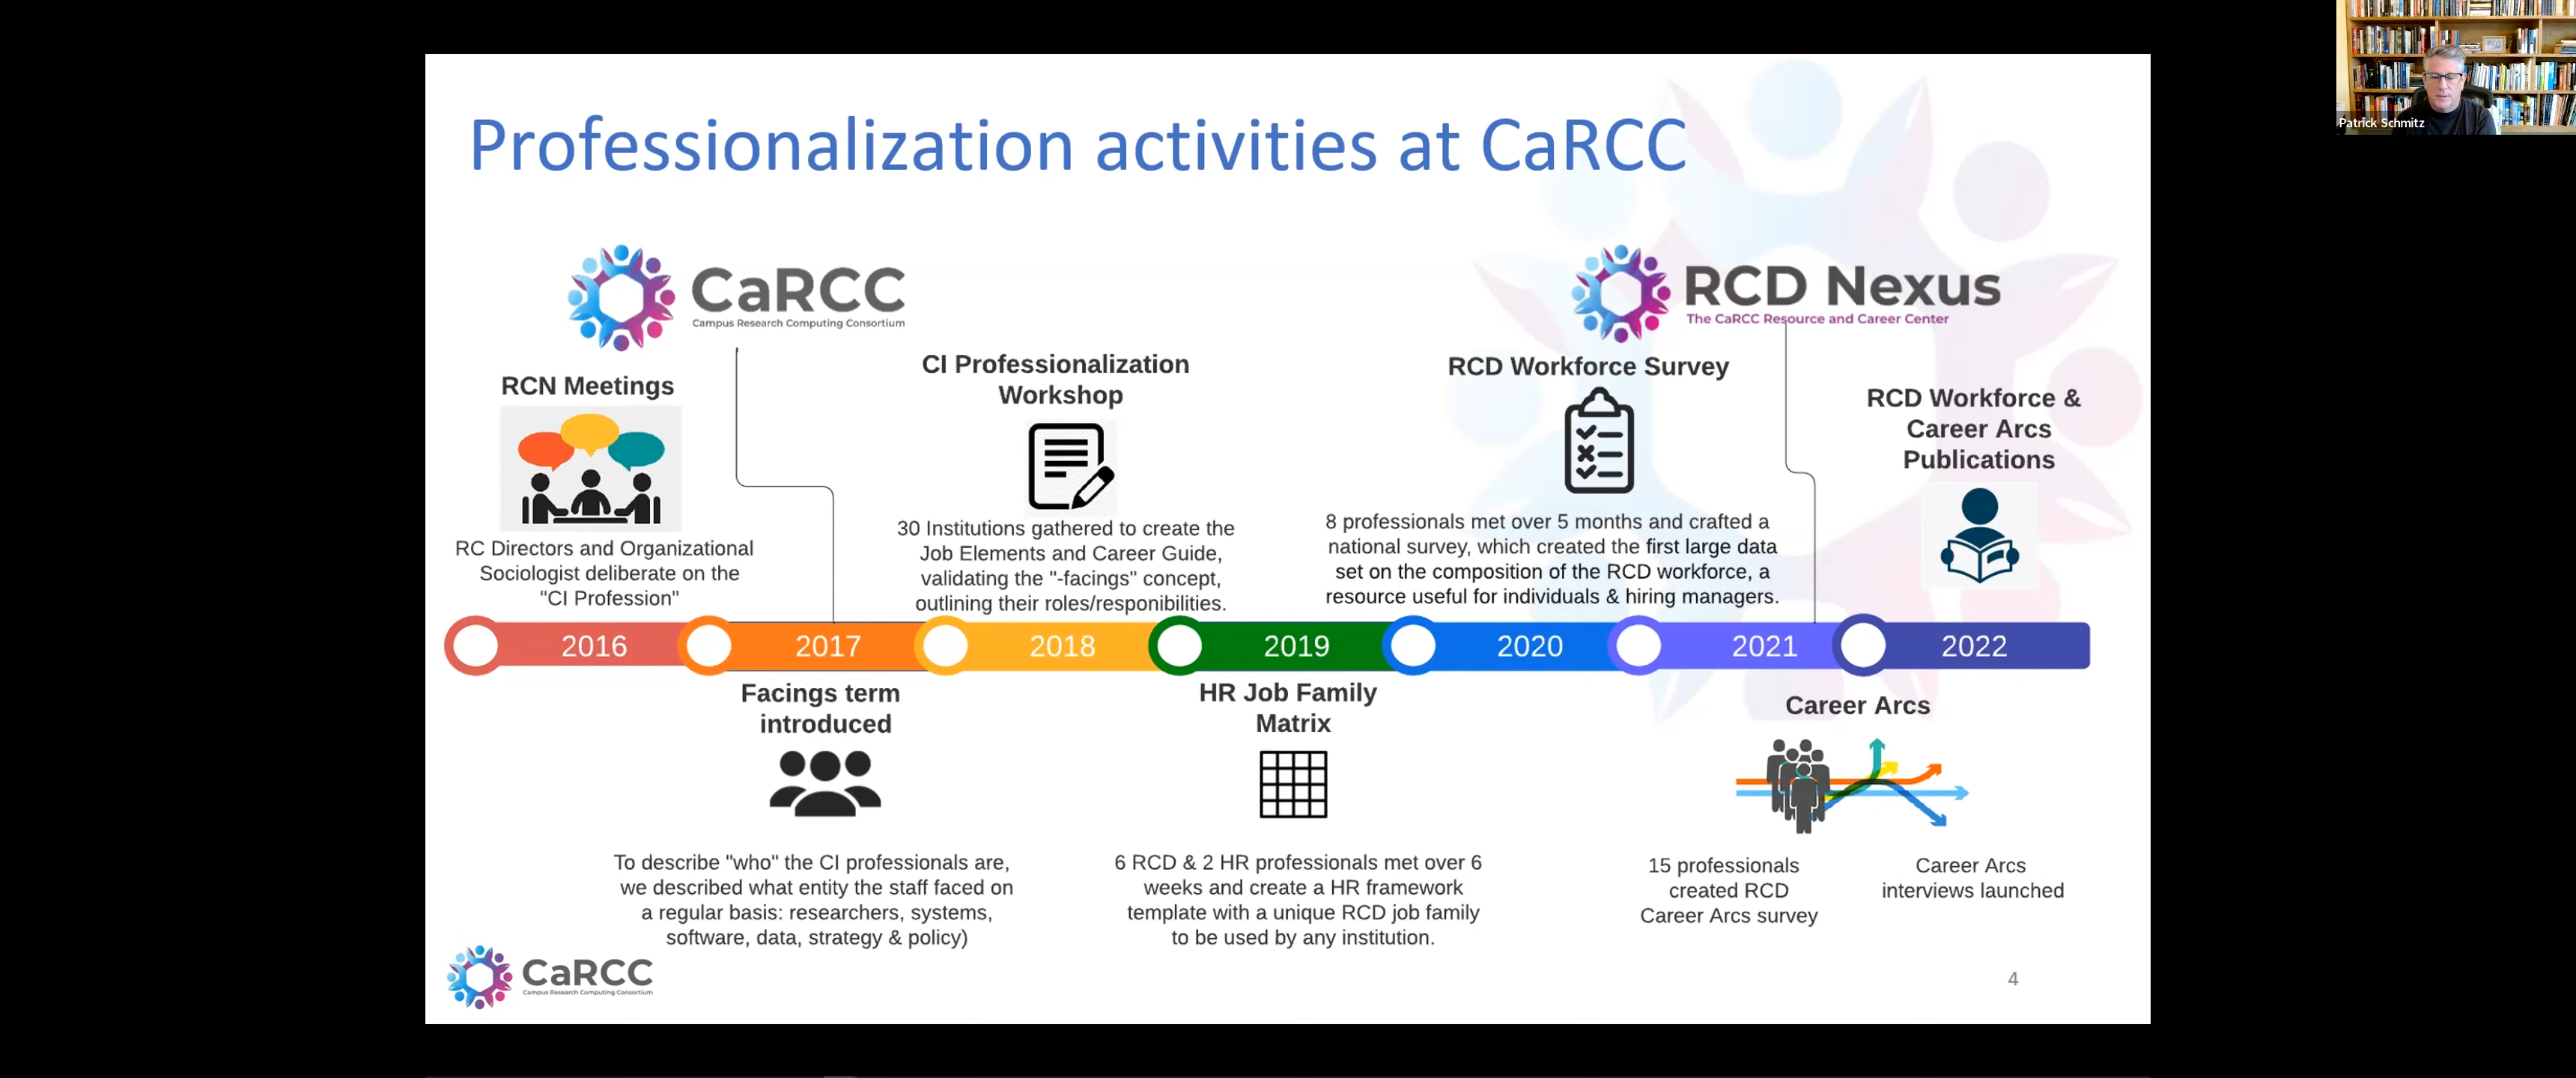 Professionalization activities at CaRCC
CaRCC
Campus Research Computing Consortium
RCD Nexus
The CaRCC Resource and Career Center
RCN Meetings
RC Directors and Organizational
Sociologist deliberate on the
"CI Profession"
CI Professionalization
Workshop
30 Institutions gathered to create the
Job Elements and Career Guide,
validating the "-facings" concept,
outlining their roles/responibilities.
RCD Workforce Survey
8 professionals met over 5 months and crafted a
national survey, which created the first large data
set on the composition of the RCD workforce, a
resource useful for individuals & hiring managers.
RCD Workforce &
Career Arcs
Publications
2016
2017
2018
2019
2020
2021
2022
Facings term
introduced
To describe "who" the CI professionals are,
we described what entity the staff faced on
a regular basis: researchers, systems,
software, data, strategy & policy)
HR Job Family
Matrix
6 RCD & 2 HR professionals met over 6
weeks and create a HR framework
template with a unique RCD job family
to be used by any institution.
Career Arcs
15 professionals
created RCD
Career Arcs survey
Career Arcs
interviews launched
CaRCC
Campus Research Computing Consortium
4
Patrick Schmitz